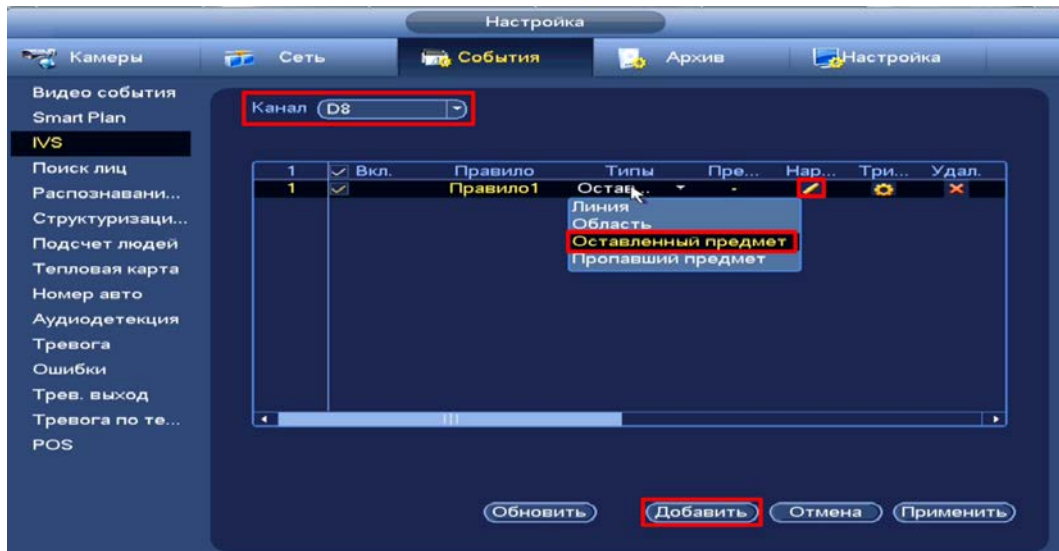 Настройка
Камеры Сеть События Архив Настройка
Видео события
Smart Plan
IVS
Поиск лиц
Распознавани...
Структуризаци...
Подсчет людей
Тепловая карта
Номер авто
Аудиодетекция
Тревога
Ошибки
Трев. выход
Тревога по те...
POS
Канал D8
1 Вкл. Правило Типы Пре... Нар... Три... Удал.
1 Правило1 Остав... -
Линия
Область
Оставленный предмет
Пропавший предмет
Обновить Добавить Отмена Применить